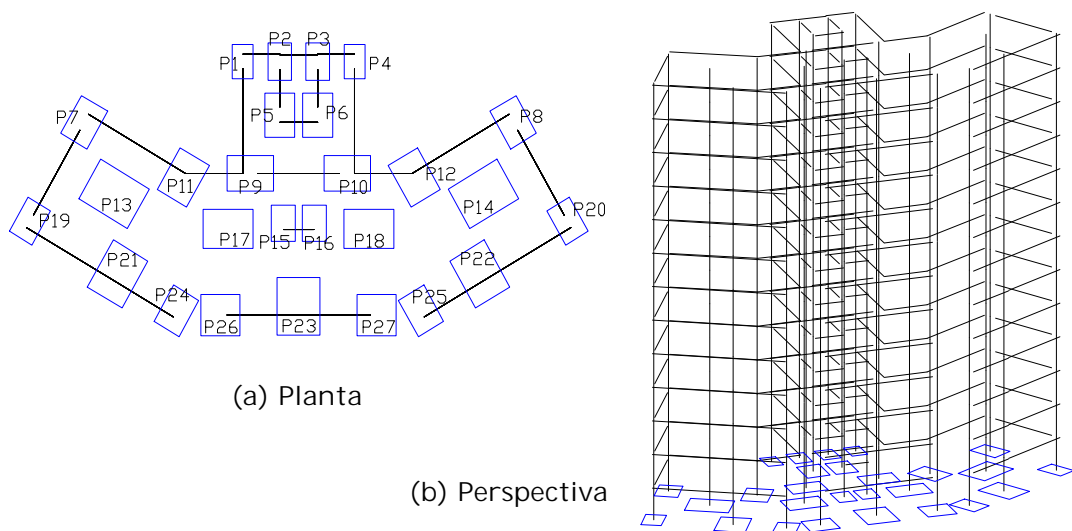 P1
P2
P3
P4
P5
P6
P7
P8
P9
P10
P11
P12
P13
P14
P15
P16
P17
P18
P19
P20
P21
P22
P24
P25
P26
P23
P27
(a) Planta
(b) Perspectiva